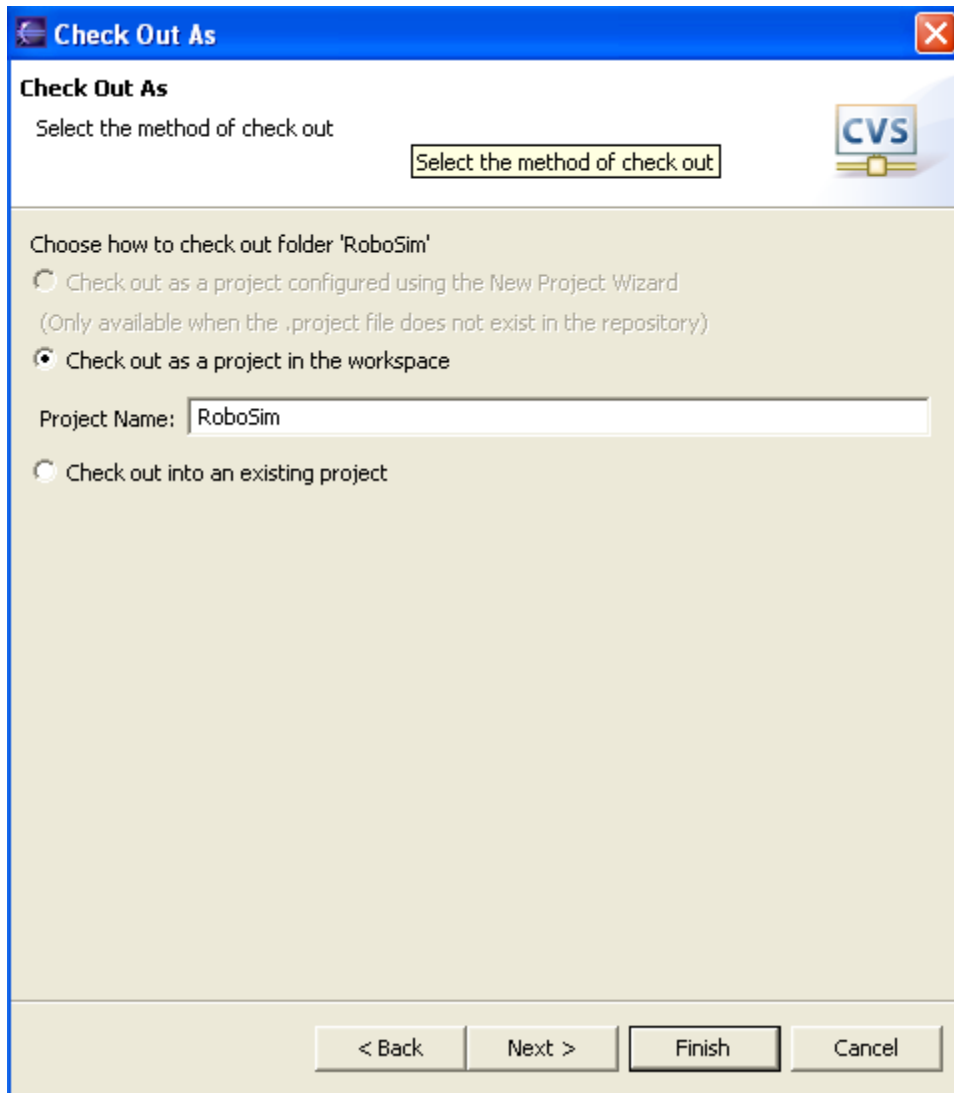 Check Out As
Check Out As
Select the method of check out
CVS
Select the method of check out
Choose how to check out folder 'RoboSim'
Check out as a project configured using the New Project Wizard
(Only available when the .project file does not exist in the repository)
Check out as a project in the workspace
Project Name: RoboSim
Check out into an existing project
< Back Next > Finish Cancel